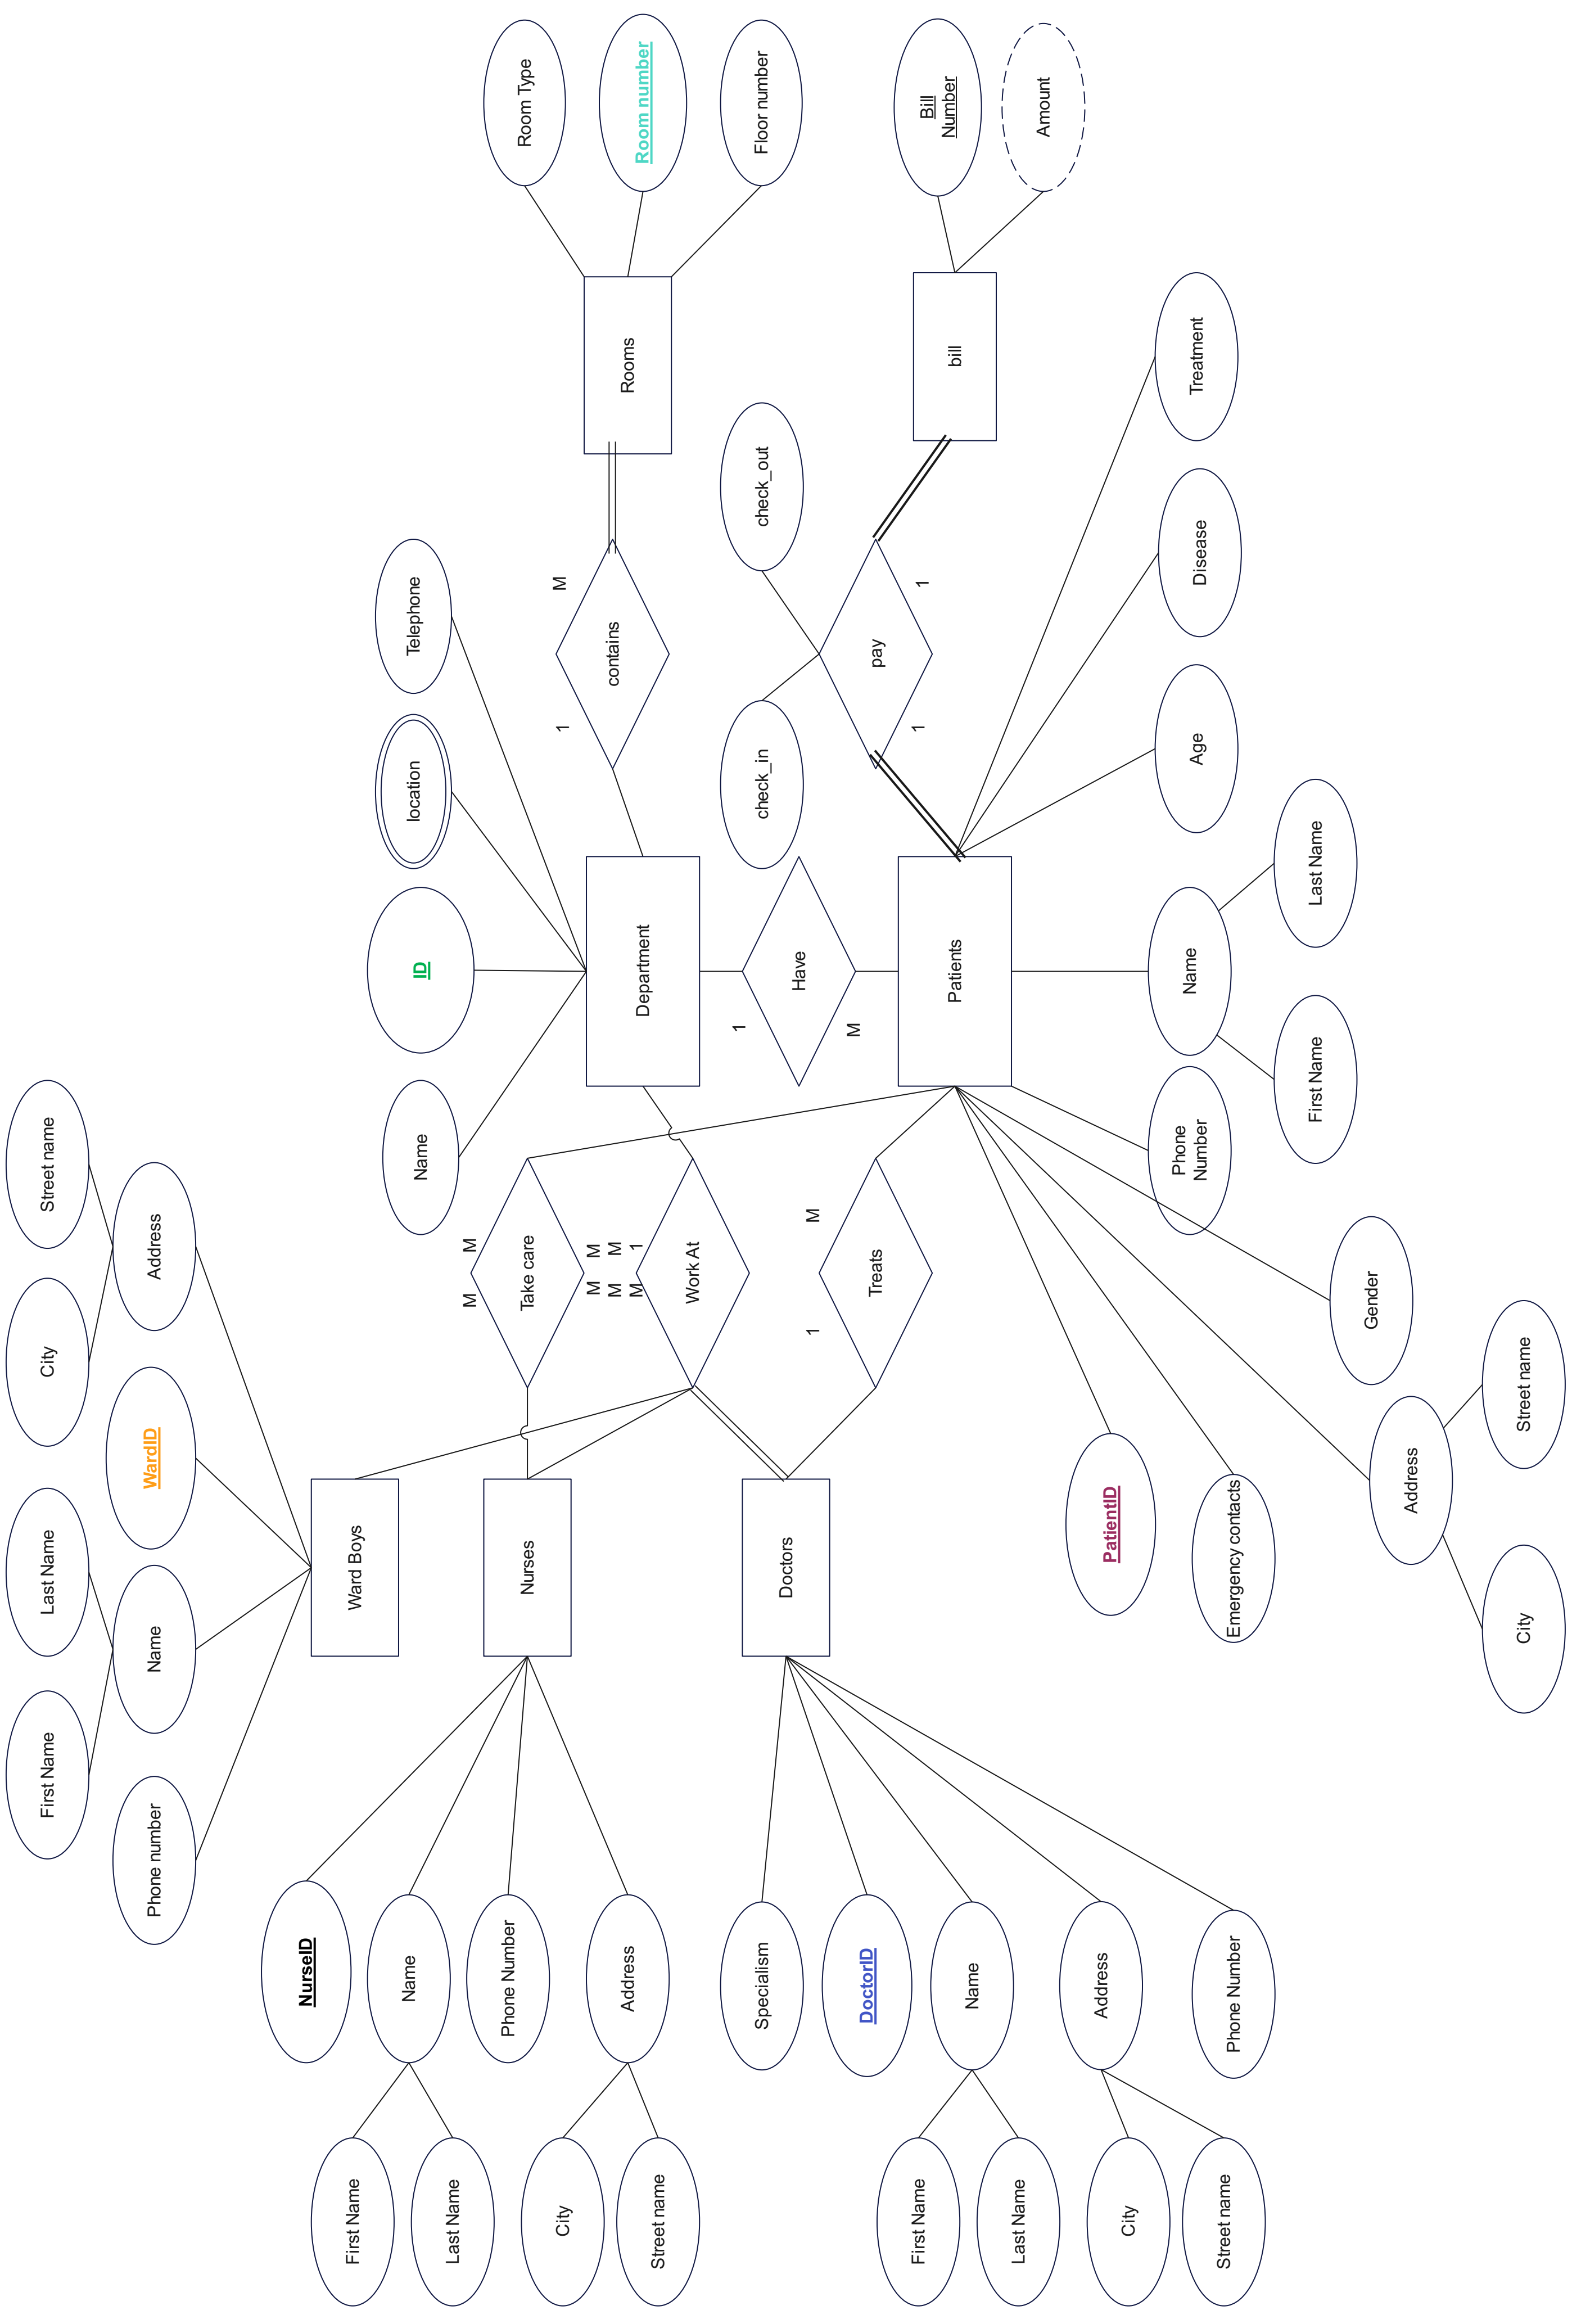 First Name
Last Name
City
Street name
Phone number
Name
WardID
Address
NurseID
First Name
Ward Boys
Name
Name
ID
location
Telephone
Last Name
M
M
Phone Number
Nurses
Take care
Room Type
City
1
M
M
M
M
M
contains
Address
Rooms
M
1
Department
Room number
Street name
Work At
1
Specialism
check_in
check_out
Floor number
Doctors
Have
1
M
M
DoctorID
Treats
pay
First Name
1
1
Bill
Number
Patients
bill
Name
Last Name
Amount
Address
PatientID
City
Phone
Number
Name
Age
Disease
Treatment
Street name
Phone Number
Emergency contacts
First Name
Last Name
Gender
Address
City
Street name